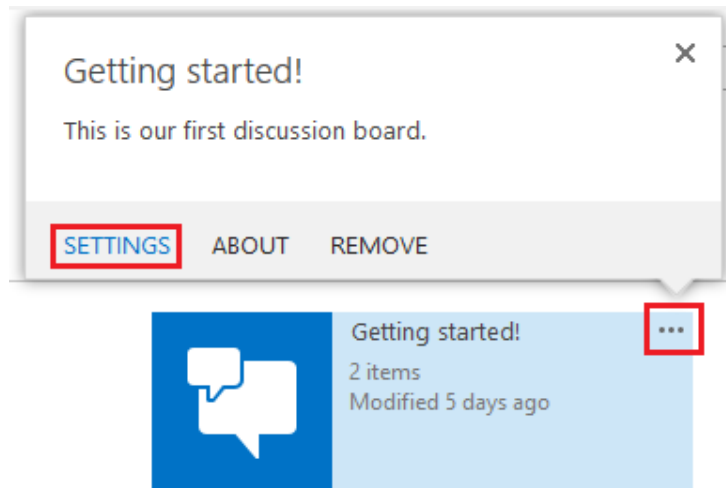 Getting started!
This is our first discussion board.
SETTINGS ABOUT REMOVE
Getting started!
2 items
Modified 5 days ago